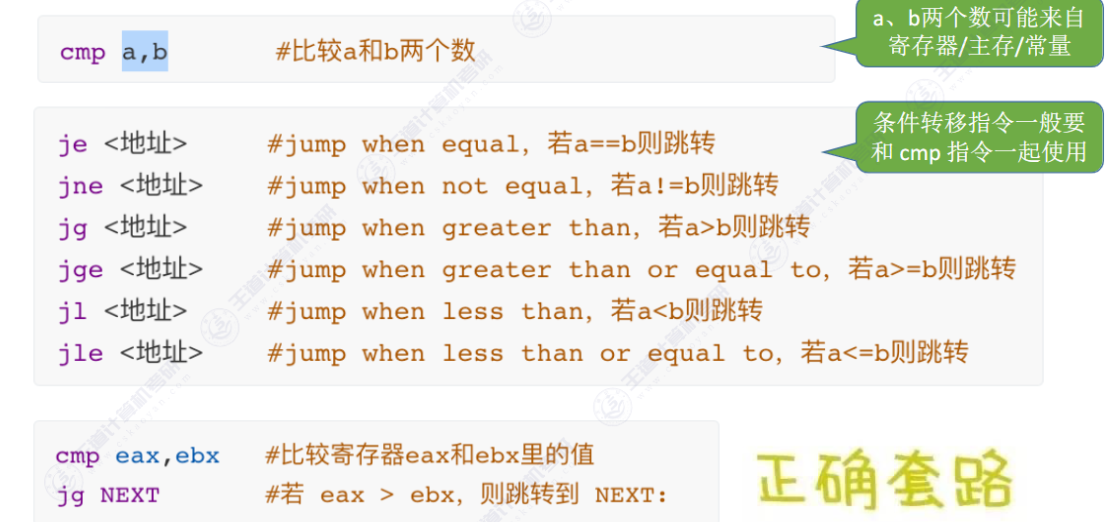 cmp a,b #比较a和b两个数
a、b两个数可能来自
寄存器/主存/常量
je <地址> #jump when equal，若a==b则跳转
jne <地址> #jump when not equal，若a!=b则跳转
jg <地址> #jump when greater than，若a>b则跳转
jge <地址> #jump when greater than or equal to，若a>=b则跳转
jl <地址> #jump when less than，若a<b则跳转
jle <地址> #jump when less than or equal to，若a<=b则跳转
条件转移指令一般要
和 cmp 指令一起使用
cmp eax,ebx #比较寄存器eax和ebx里的值
jg NEXT #若 eax > ebx，则跳转到 NEXT:
正确套路
王道计算机考研